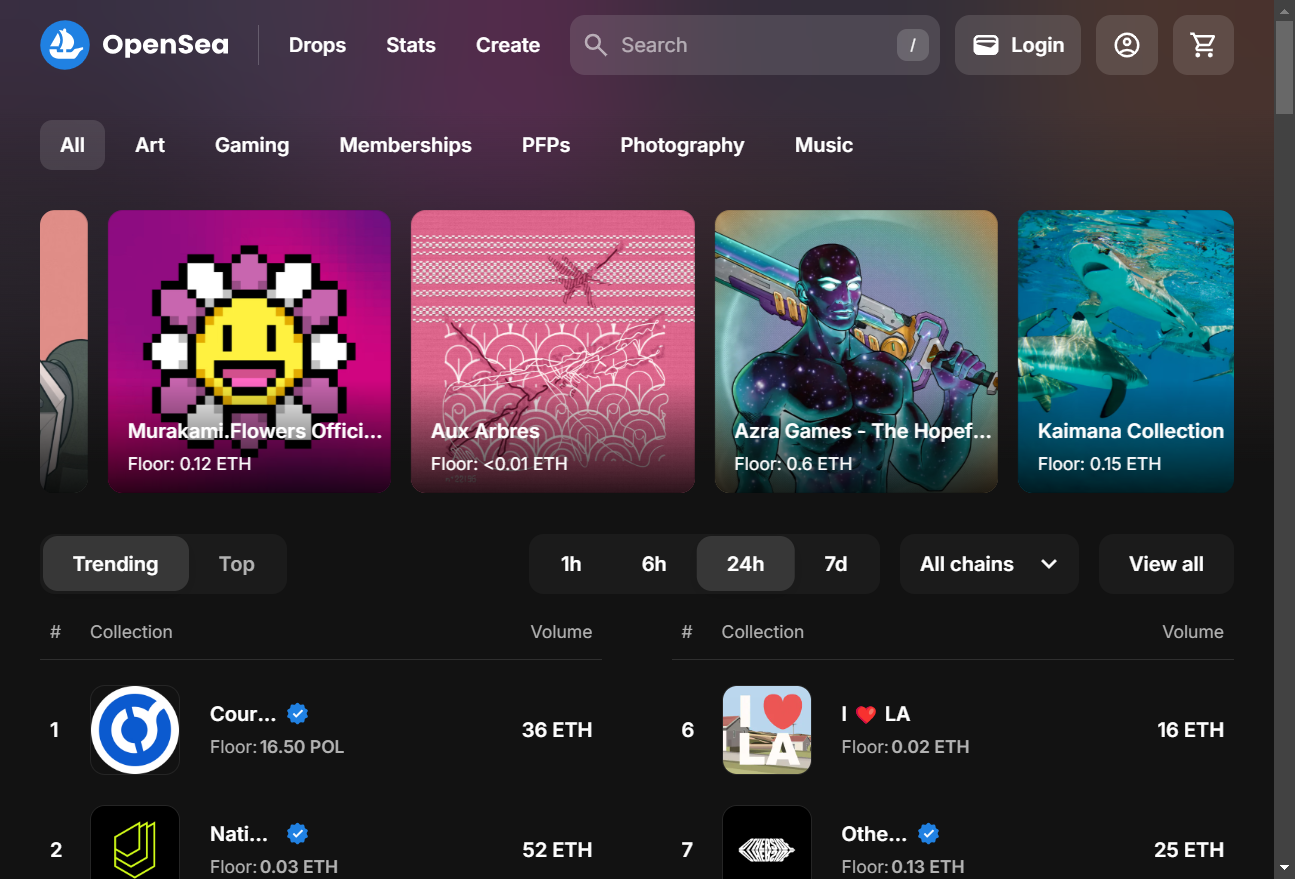 OpenSea
Drops
Stats
Create
Search
/
Login
All
Art
Gaming
Memberships
PFPs
Photography
Music
Murakami.Flowers Offici...
Floor: 0.12 ETH
Aux Arbres
Floor: <0.01 ETH
Azra Games - The Hopef...
Floor: 0.6 ETH
Kaimana Collection
Floor: 0.15 ETH
Trending
Top
1h
6h
24h
7d
All chains
View all
# Collection Volume
# Collection Volume
1
Cour...
Floor: 16.50 POL
36 ETH
6
I
LA
I ❤️ LA
Floor: 0.02 ETH
16 ETH
2
Nati...
Floor: 0.03 ETH
52 ETH
7
Othe...
Floor: 0.13 ETH
25 ETH